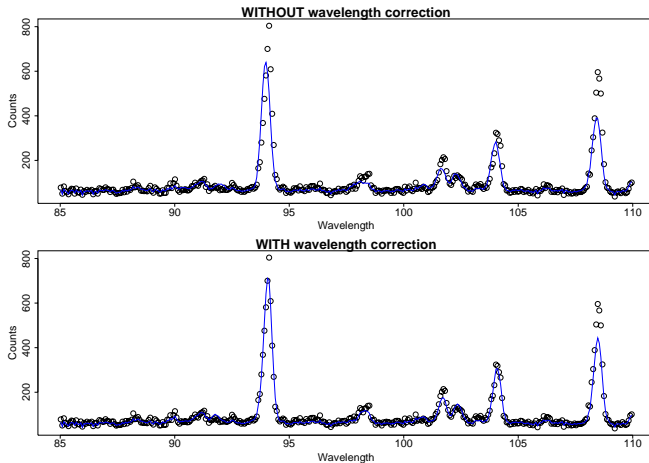 WITHOUT wavelength correction
800
600
400
200
Counts
85 90 95 100 105 110
Wavelength
WITH wavelength correction
800
600
400
200
Counts
85 90 95 100 105 110
Wavelength